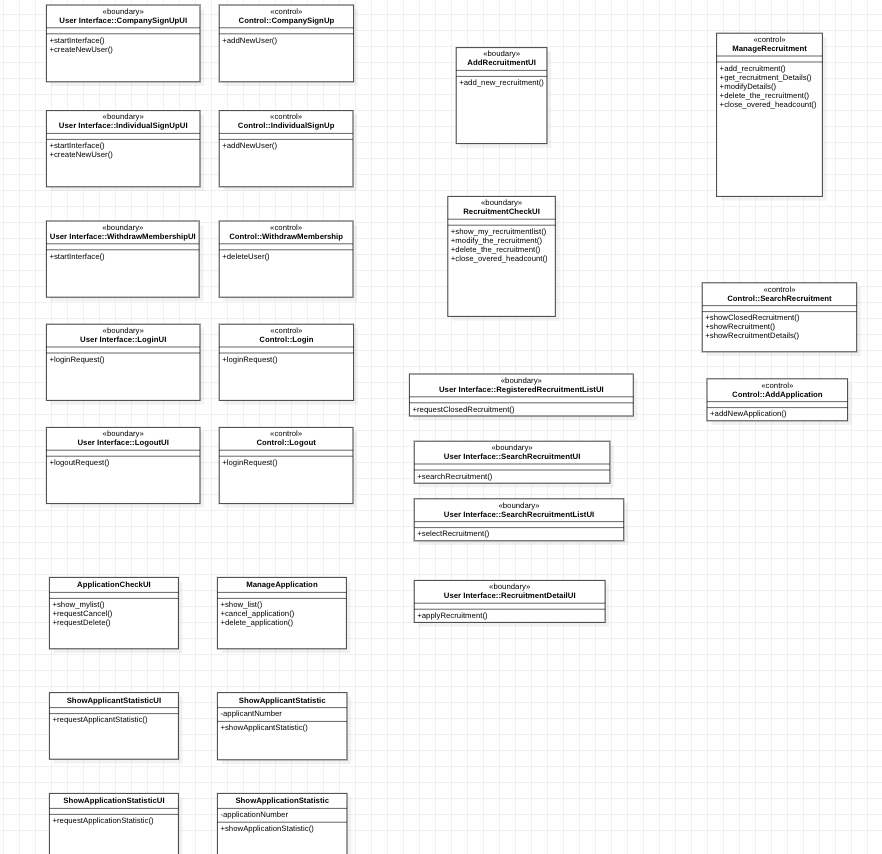 «boundary»
User Interface::CompanySignUpUI
+startInterface()
+createNewUser()
«control»
Control::CompanySignUp
+addNewUser()
«boudary»
AddRecruitmentUI
+add_new_recruitment()
«control»
ManageRecruitment
+add_recruitment()
+get_recruitment_Details()
+modifyDetails()
+delete_the_recruitment()
+close_overed_headcount()
«boundary»
User Interface::IndividualSignUpUI
+startInterface()
+createNewUser()
«control»
Control::IndividualSignUp
+addNewUser()
«boundary»
RecruitmentCheckUI
+show_my_recruitmentlist()
+modify_the_recruitment()
+delete_the_recruitment()
+close_overed_headcount()
«boundary»
User Interface::WithdrawMembershipUI
+startInterface()
«control»
Control::WithdrawMembership
+deleteUser()
«control»
Control::SearchRecruitment
+showClosedRecruitment()
+showRecruitment()
+showRecruitmentDetails()
«boundary»
User Interface::LoginUI
+loginRequest()
«control»
Control::Login
+loginRequest()
«boundary»
User Interface::RegisteredRecruitmentListUI
+requestClosedRecruitment()
«control»
Control::AddApplication
+addNewApplication()
«boundary»
User Interface::LogoutUI
+logoutRequest()
«control»
Control::Logout
+loginRequest()
«boundary»
User Interface::SearchRecruitmentUI
+searchRecruitment()
«boundary»
User Interface::SearchRecruitmentListUI
+selectRecruitment()
ApplicationCheckUI
+show_mylist()
+requestCancel()
+requestDelete()
ManageApplication
+show_list()
+cancel_application()
+delete_application()
«boundary»
User Interface::RecruitmentDetailUI
+applyRecruitment()
ShowApplicantStatisticUI
+requestApplicantStatistic()
ShowApplicantStatistic
-applicantNumber
+showApplicantStatistic()
ShowApplicationStatisticUI
+requestApplicationStatistic()
ShowApplicationStatistic
-applicationNumber
+showApplicationStatistic()